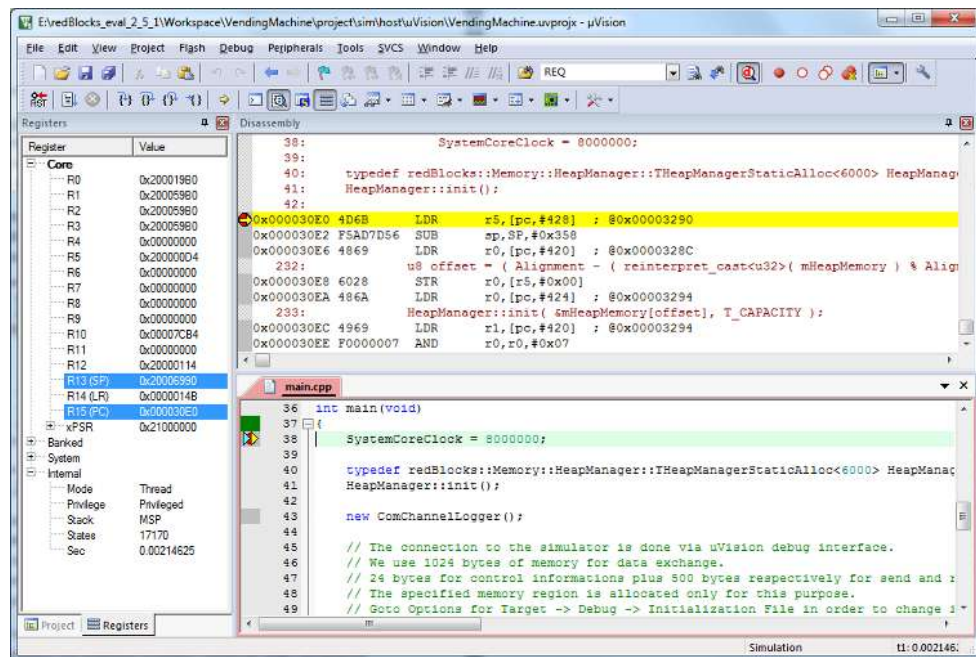 E:\redBlocks_eval_2_5_1\Workspace\VendingMachine\project\sim\host\uVision\VendingMachine.uvprojx - µVision
File Edit View Project Flash Debug Peripherals Tools SVCS Window Help
REQ
RST
Registers
Register Value
Core
R0 0x200019B0
R1 0x200059B0
R2 0x200059B0
R3 0x200059B0
R4 0x00000000
R5 0x200000D4
R6 0x00000000
R7 0x00000000
R8 0x00000000
R9 0x00000000
R10 0x00007CB4
R11 0x00000000
R12 0x20000114
R13 (SP) 0x20006990
R14 (LR) 0x0000014B
R15 (PC) 0x000030E0
xPSR 0x21000000
Banked
System
Internal
Mode Thread
Privilege Privileged
Stack MSP
States 17170
Sec 0.00214625
Project Registers
Disassembly
38: SystemCoreClock = 8000000;
39:
40: typedef redBlocks::Memory::HeapManager::THeapManagerStaticAlloc<6000> HeapManag
41: HeapManager::init();
42:
0x000030E0 4D6B LDR r5,[pc,#428] ; @0x00003290
0x000030E2 F5AD7D56 SUB sp,SP,#0x358
0x000030E6 4869 LDR r0,[pc,#420] ; @0x0000328C
232: u8 offset = ( Alignment - ( reinterpret_cast<u32>( mHeapMemory ) % Align
0x000030E8 6028 STR r0,[r5,#0x00]
0x000030EA 486A LDR r0,[pc,#424] ; @0x00003294
233: HeapManager::init( &mHeapMemory[offset], T_CAPACITY );
0x000030EC 4969 LDR r1,[pc,#420] ; @0x00003294
0x000030EE F0000007 AND r0,r0,#0x07
main.cpp
36 int main(void)
37 {
38 SystemCoreClock = 8000000;
39
40 typedef redBlocks::Memory::HeapManager::THeapManagerStaticAlloc<6000> HeapManag
41 HeapManager::init();
42
43 new ComChannelLogger();
44
45 // The connection to the simulator is done via uVision debug interface.
46 // We use 1024 bytes of memory for data exchange.
47 // 24 bytes for control informations plus 500 bytes respectively for send and r
48 // The specified memory region is allocated only for this purpose.
49 // Goto Options for Target -> Debug -> Initialization File in order to change i
Simulation t1: 0.002146